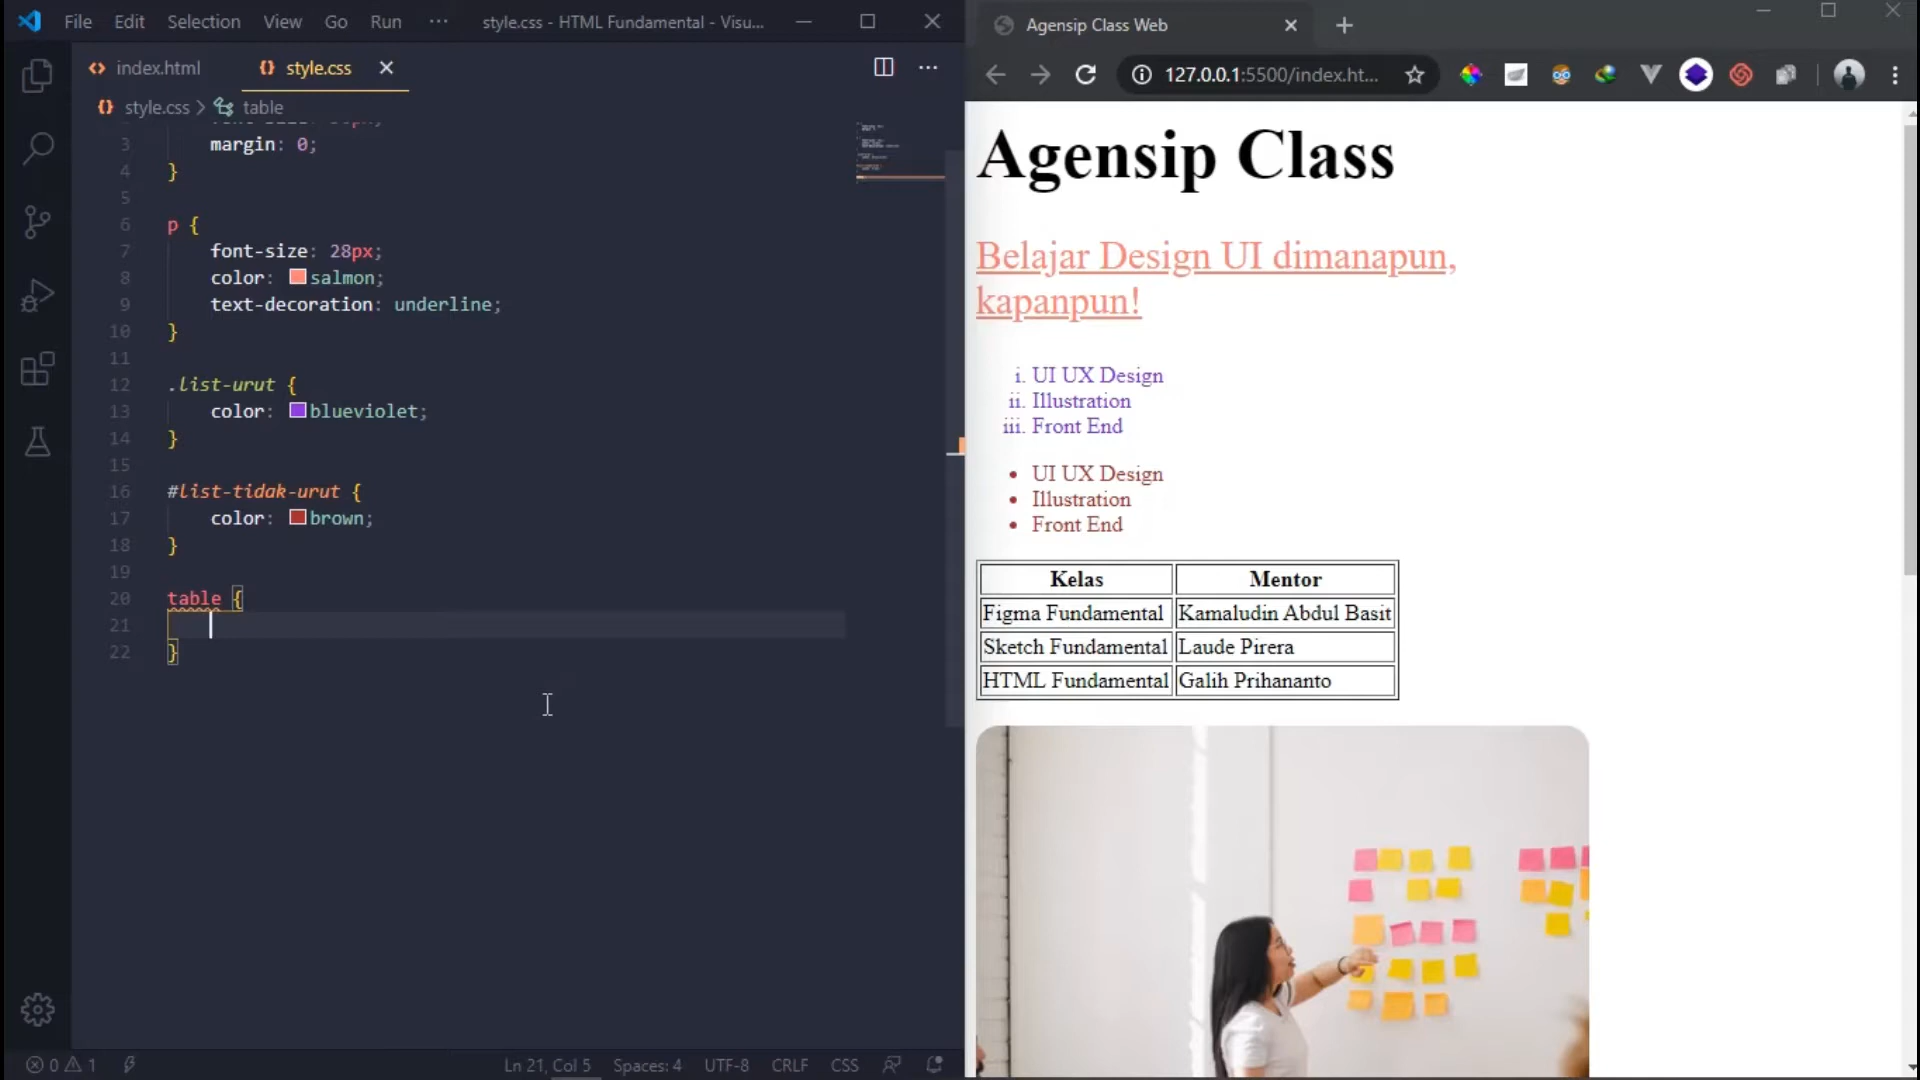 File Edit Selection View Go Run ··· style.css - HTML Fundamental - Visu...
index.html style.css
style.css > table
3 margin: 0;
4 }
5
6 p {
7 font-size: 28px;
8 color: salmon;
9 text-decoration: underline;
10 }
11
12 .list-urut {
13 color: blueviolet;
14 }
15
16 #list-tidak-urut {
17 color: brown;
18 }
19
20 table {
21
22 }
0 1 Ln 21, Col 5 Spaces: 4 UTF-8 CRLF CSS
Agensip Class Web
127.0.0.1:5500/index.ht...
Agensip Class
Belajar Design UI dimanapun,
kapanpun!
i. UI UX Design
ii. Illustration
iii. Front End
• UI UX Design
• Illustration
• Front End
Kelas Mentor
Figma Fundamental Kamaludin Abdul Basit
Sketch Fundamental Laude Pirera
HTML Fundamental Galih Prihananto